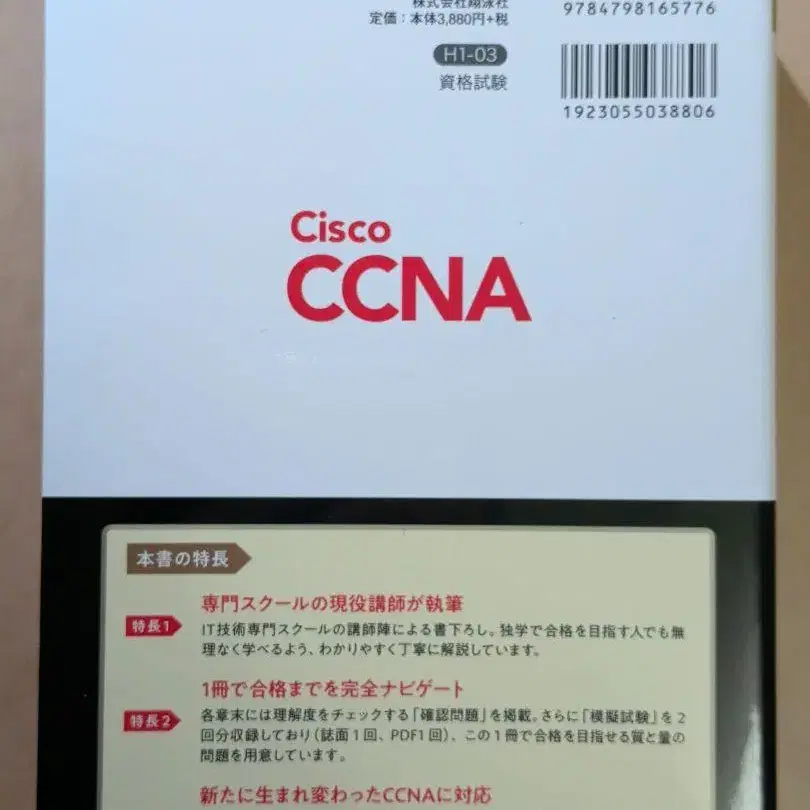 株式会社翔泳社
定価：本体3,880円+税
9784798165776
H1-03
資格試験
1923055038806
Cisco
CCNA
本書の特長
特長1
専門スクールの現役講師が執筆
IT技術専門スクールの講師陣による書下ろし。独学で合格を目指す人でも無
理なく学べるよう、わかりやすく丁寧に解説しています。
特長2
1冊で合格までを完全ナビゲート
各章末には理解度をチェックする「確認問題」を掲載。さらに「模擬試験」を2
回分収録しており（誌面1回、PDF1回）、この1冊で合格を目指せる質と量の
問題を用意しています。
新たに生まれ変わったCCNAに対応